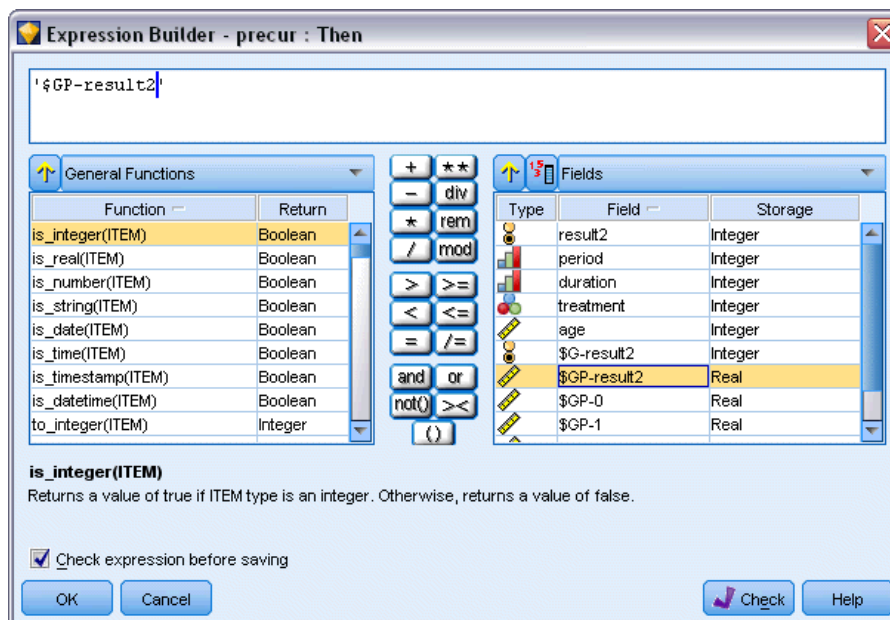 Expression Builder - precur : Then
'$GP-result2'
General Functions
Function Return
is_integer(ITEM) Boolean
is_real(ITEM) Boolean
is_number(ITEM) Boolean
is_string(ITEM) Boolean
is_date(ITEM) Boolean
is_time(ITEM) Boolean
is_timestamp(ITEM) Boolean
is_datetime(ITEM) Boolean
to_integer(ITEM) Integer
+ **
- div
* rem
/ mod
> >=
< <=
= /=
and or
not() ><
()
Fields
Type Field Storage
result2 Integer
period Integer
duration Integer
treatment Integer
age Integer
$G-result2 Integer
$GP-result2 Real
$GP-0 Real
$GP-1 Real
is_integer(ITEM)
Returns a value of true if ITEM type is an integer. Otherwise, returns a value of false.
Check expression before saving
OK Cancel Check Help